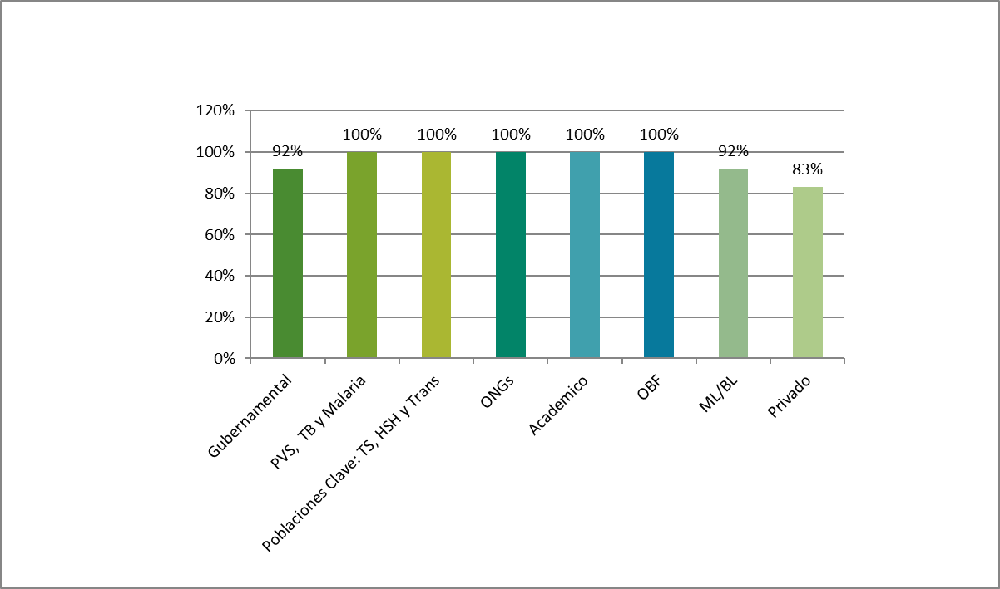 120%
100%
80%
60%
40%
20%
0%
92%
100%
100%
100%
100%
100%
92%
83%
Gubernamental
PVS, TB y Malaria
Poblaciones Clave: TS, HSH y Trans
ONGs
Academico
OBF
ML/BL
Privado